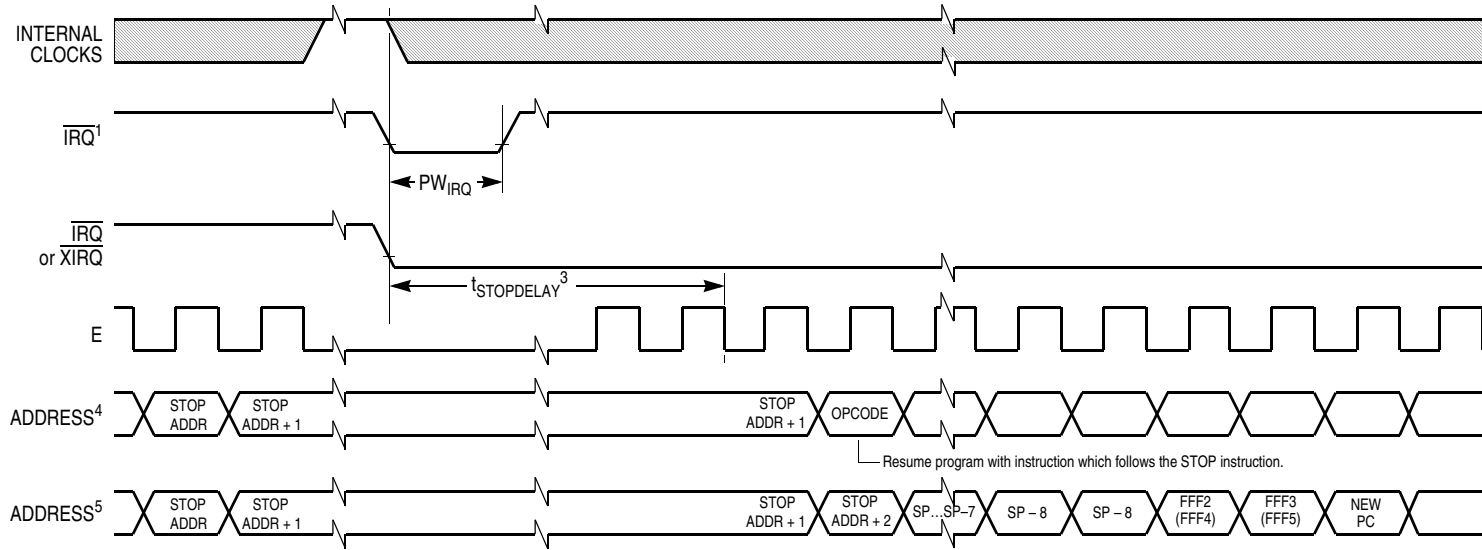 INTERNAL
CLOCKS
IRQ¹
PW_IRQ
IRQ
or XIRQ
t_STOPDELAY³
E
ADDRESS⁴
STOP
ADDR
STOP
ADDR + 1
STOP
ADDR + 1
OPCODE
Resume program with instruction which follows the STOP instruction.
ADDRESS⁵
STOP
ADDR
STOP
ADDR + 1
STOP
ADDR + 1
STOP
ADDR + 2
SP…SP–7
SP – 8
SP – 8
FFF2
(FFF4)
FFF3
(FFF5)
NEW
PC